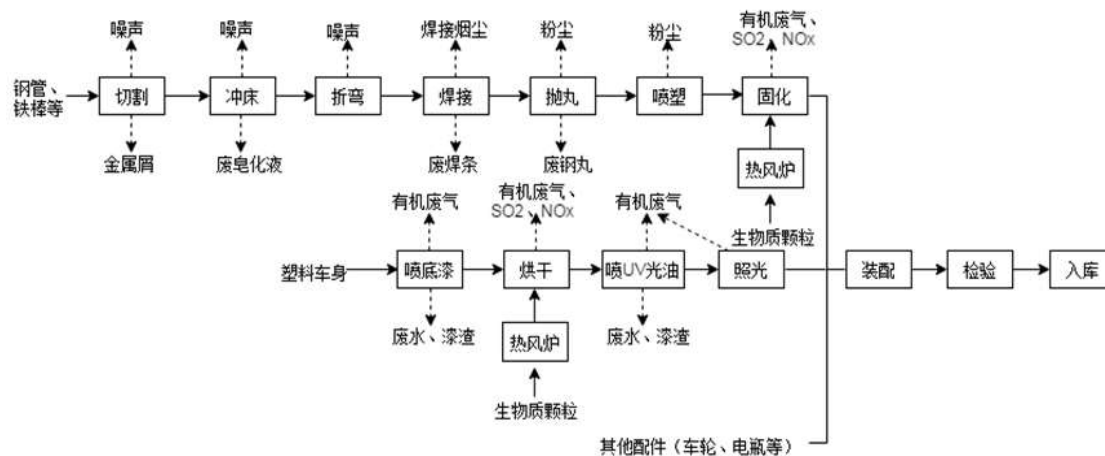 噪声
噪声
噪声
焊接烟尘
粉尘
粉尘
有机废气、
SO2、NOx
钢管、
铁棒等
切割
冲床
折弯
焊接
抛丸
喷塑
固化
金属屑
废皂化液
废焊条
废钢丸
热风炉
生物质颗粒
有机废气
有机废气、
SO2、NOx
有机废气
塑料车身
喷底漆
烘干
喷UV光油
照光
装配
检验
入库
废水、漆渣
热风炉
废水、漆渣
生物质颗粒
其他配件（车轮、电瓶等）